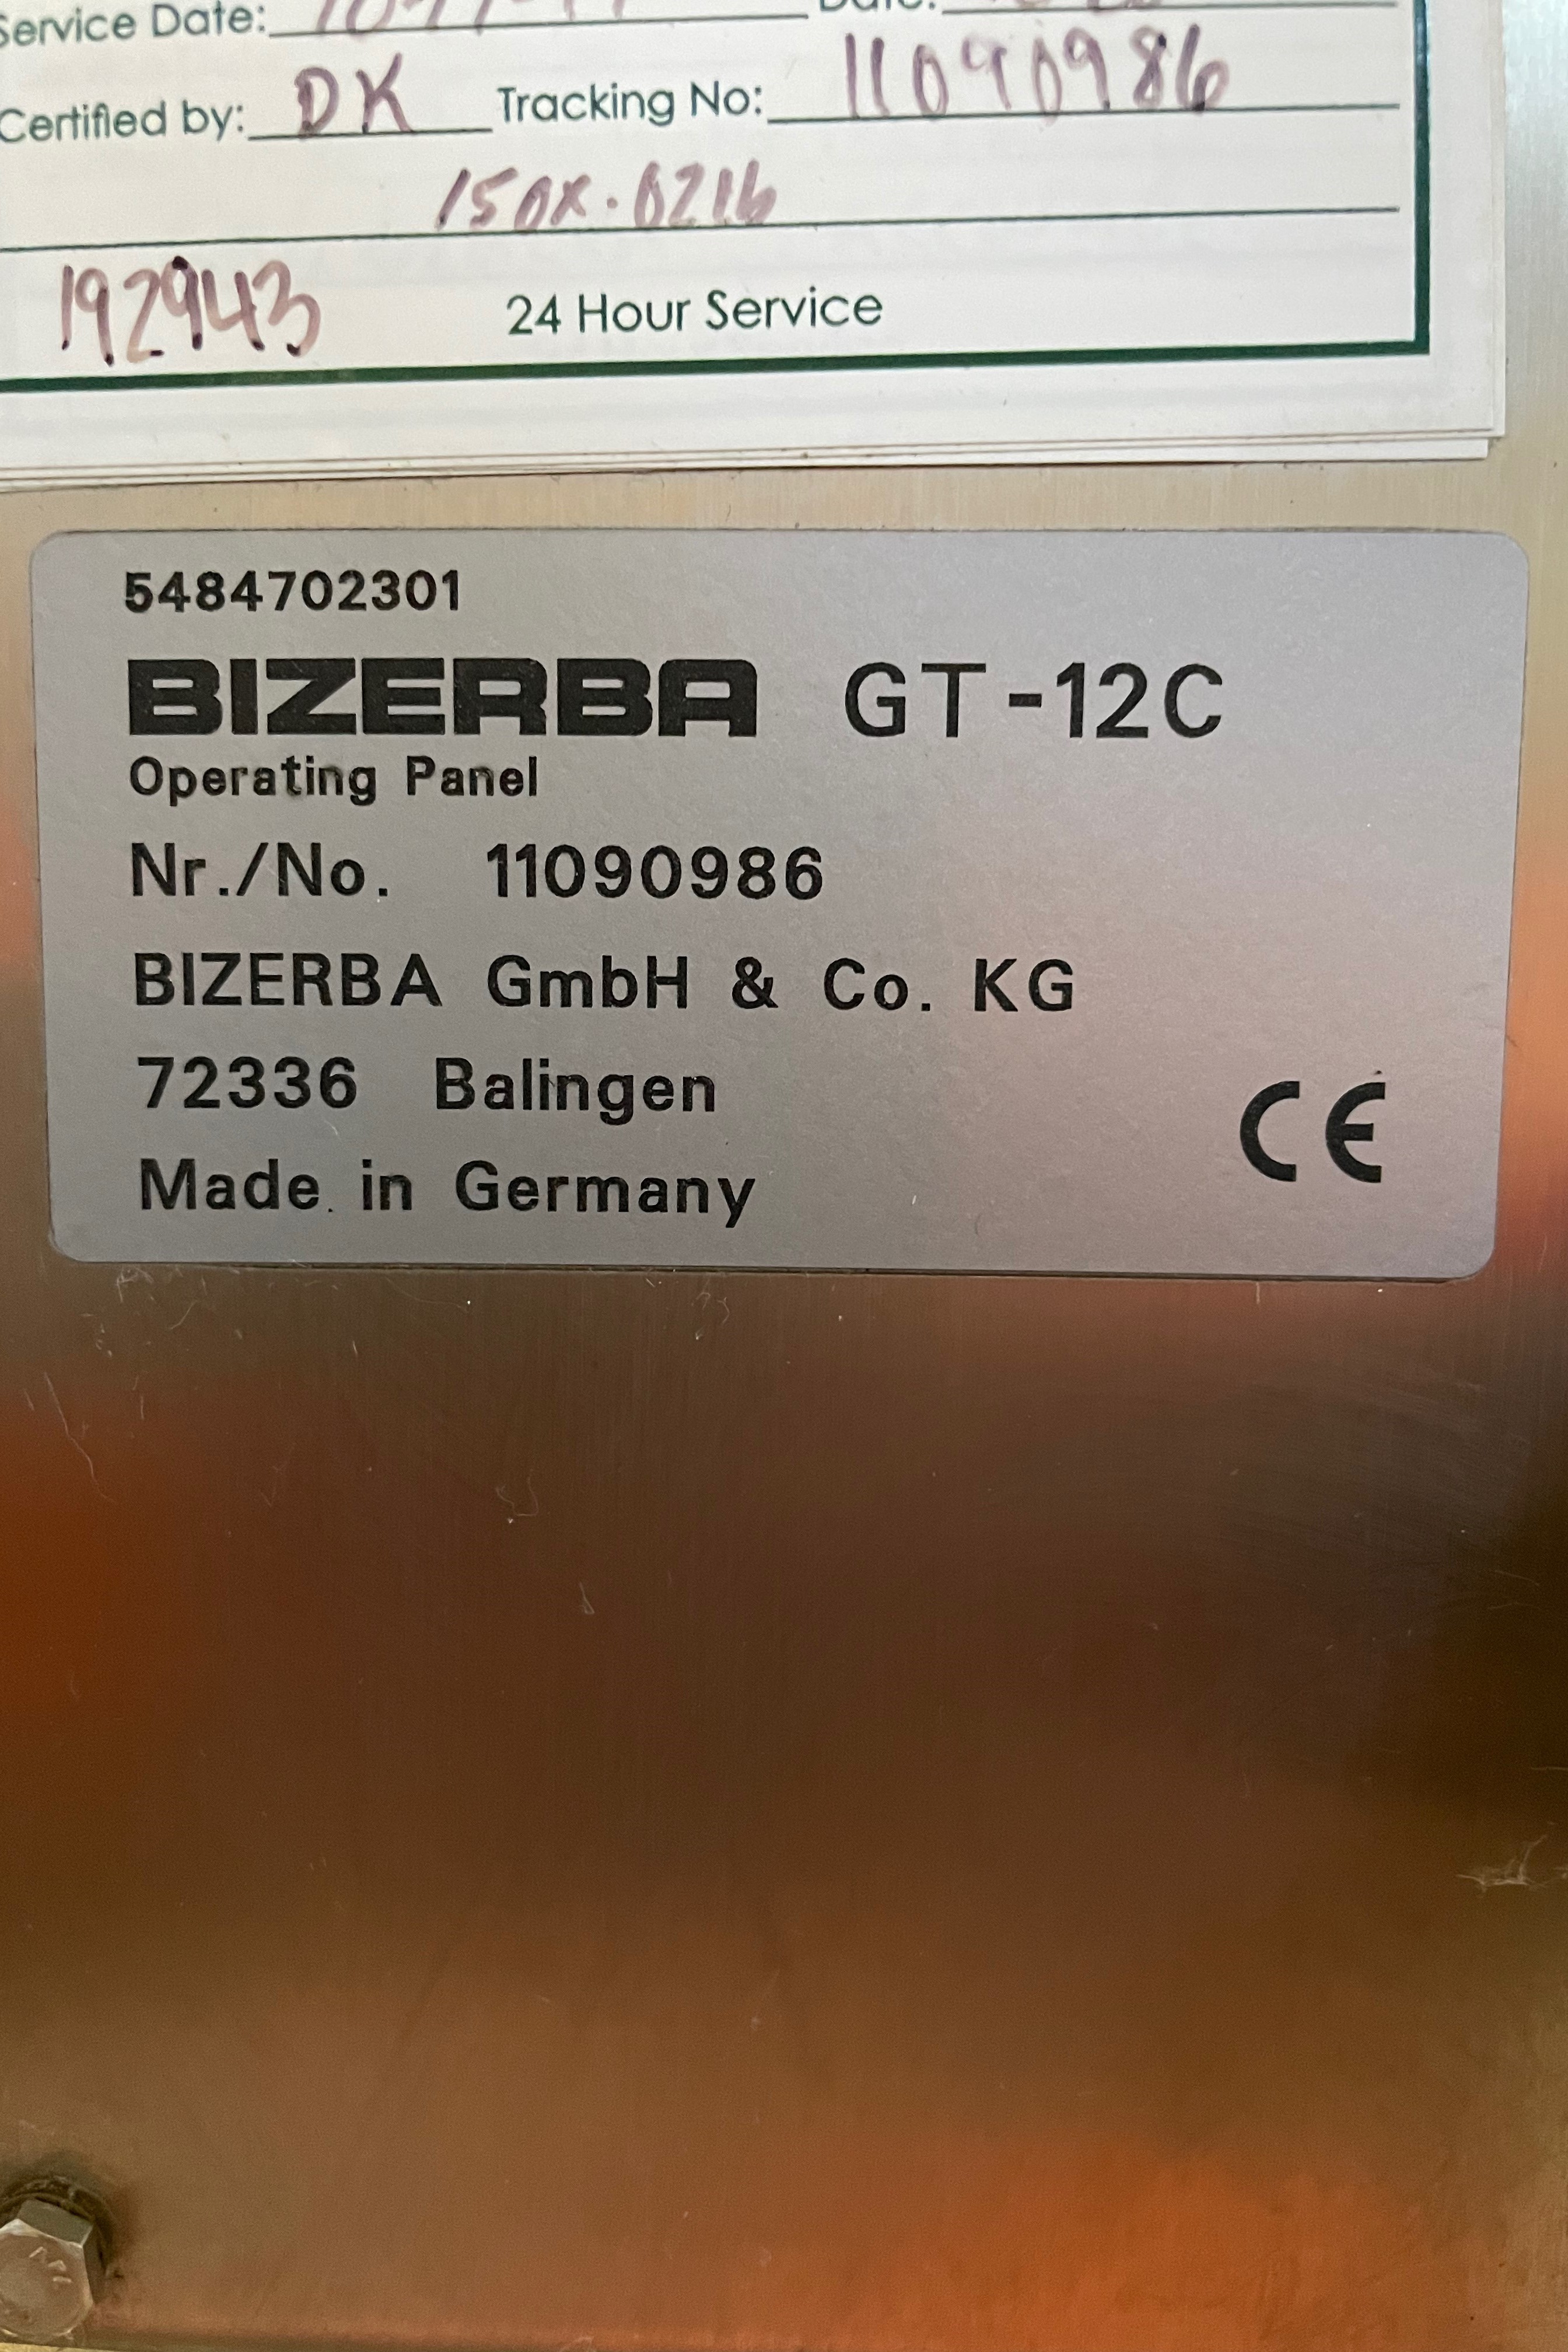 Service Date:
Certified by: DK Tracking No: 11090986
150X.0216
192943 24 Hour Service
5484702301
BIZERBA GT-12C
Operating Panel
Nr./No. 11090986
BIZERBA GmbH & Co. KG
72336 Balingen
Made in Germany
CE